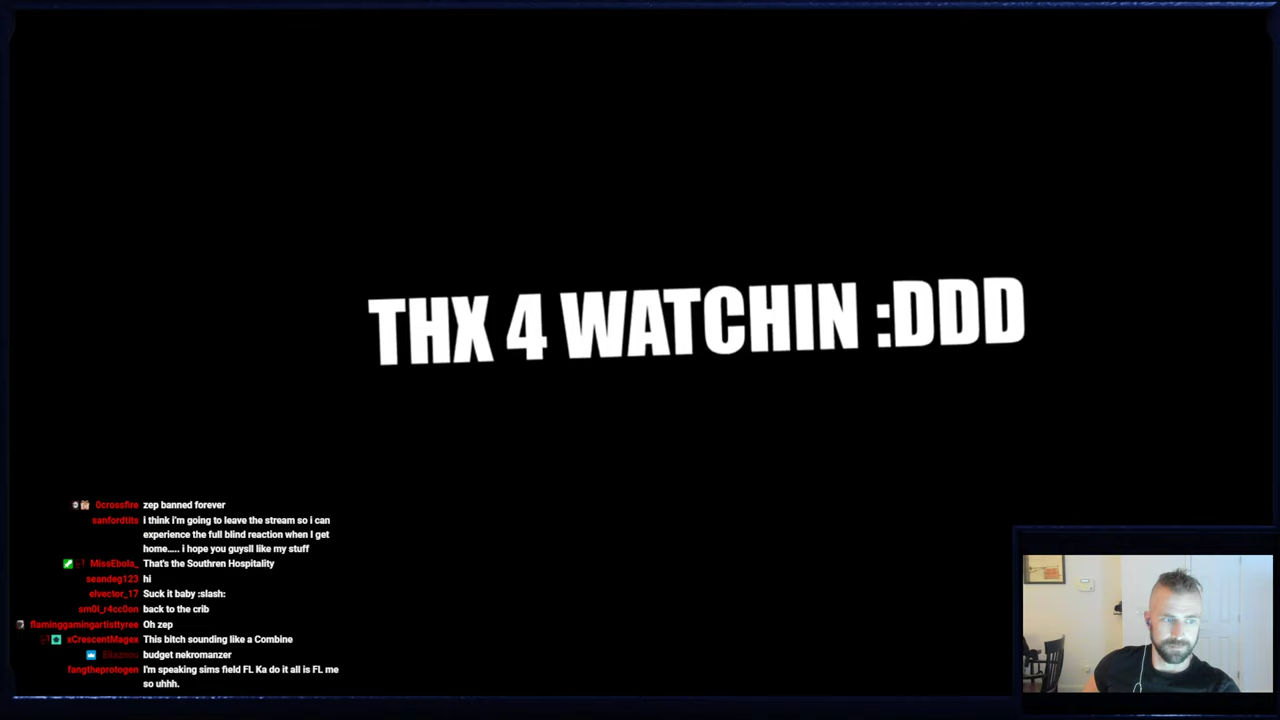 THX 4 WATCHIN :DDD
0crossfire zep banned forever
sanfordtits i think i'm going to leave the stream so i can
experience the full blind reaction when I get
home..... i hope you guysll like my stuff
MissEbola_ That's the Southren Hospitality
seandeg123 hi
elvector_17 Suck it baby :slash:
sm0l_r4cc0on back to the crib
flaminggamingartisttyree Oh zep
xCrescentMagex This bitch sounding like a Combine
budget nekromanzer
fangtheprotogen I'm speaking sims field FL Ka do it all is FL me
so uhhh.